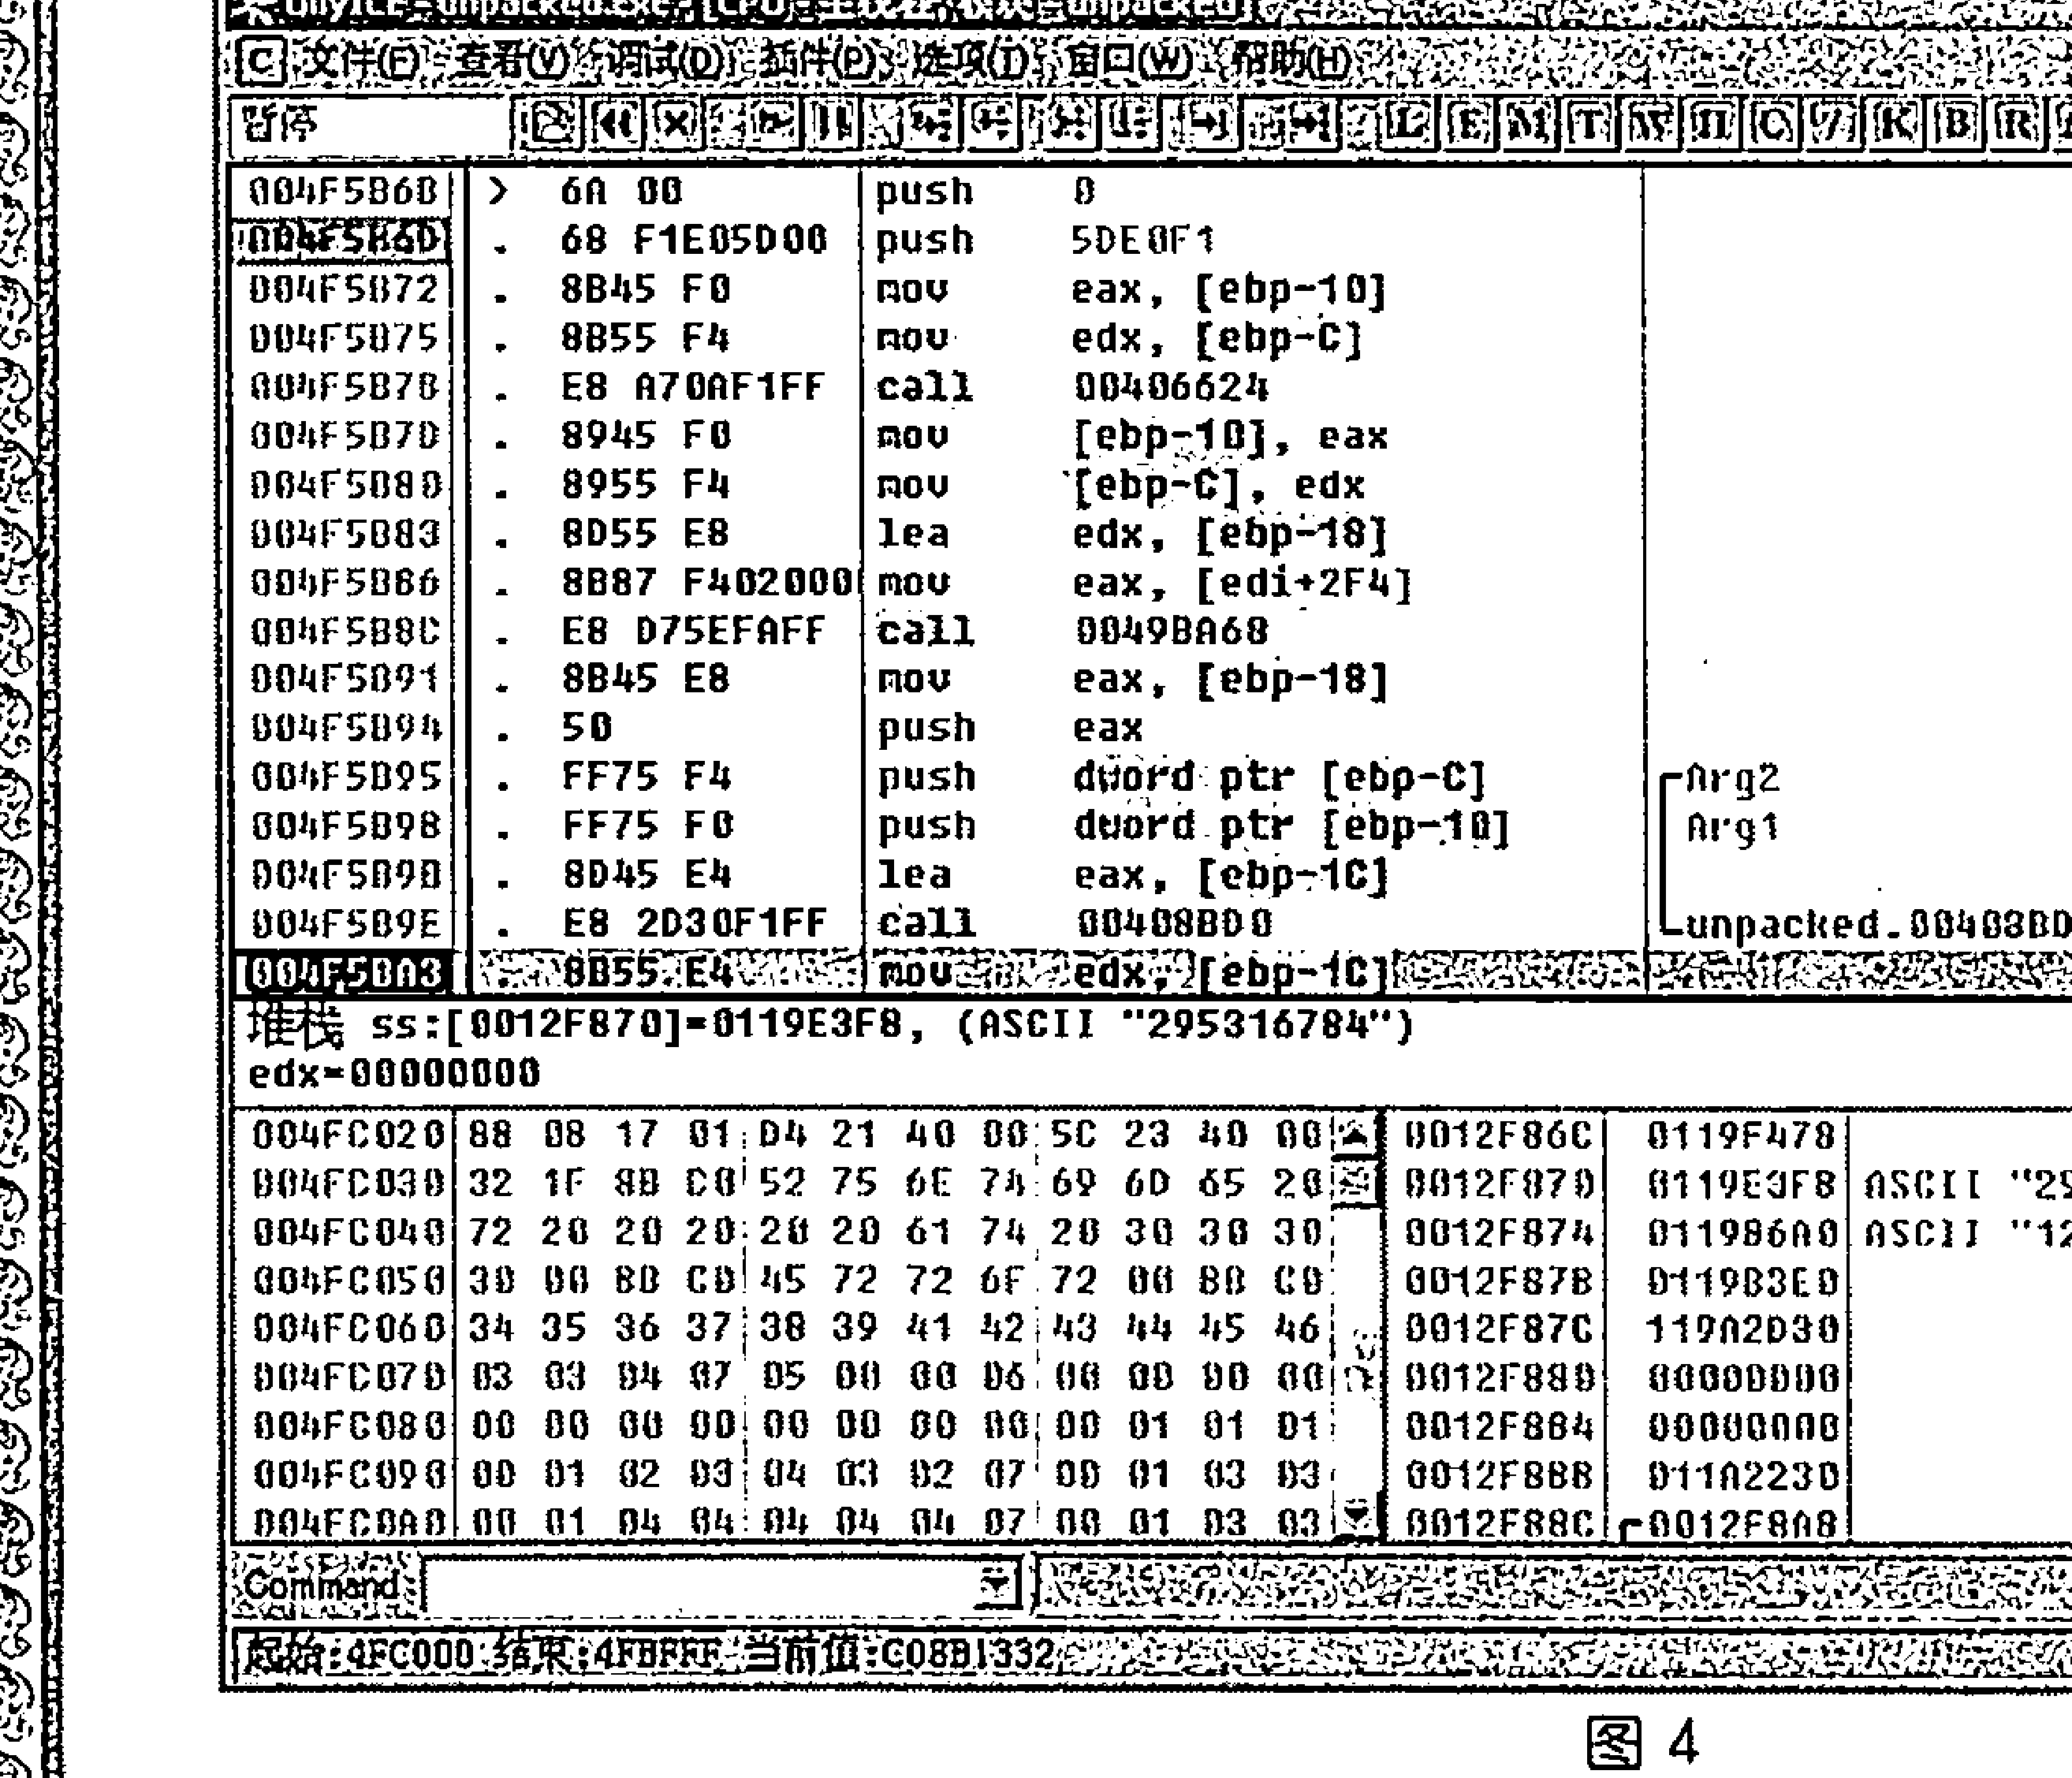 OllyICE - unpacked.exe - [CPU - 主线程, 模块 - unpacked]
C 文件(F) 查看(V) 调试(D) 插件(P) 选项(T) 窗口(W) 帮助(H)
暂停 L E M T W H C / K B R
004F5B6B > 6A 00 push 0
004F5B6D . 68 F1E05D00 push 5DE0F1
004F5B72 . 8B45 F0 mov eax, [ebp-10]
004F5B75 . 8B55 F4 mov edx, [ebp-C]
004F5B78 . E8 A70AF1FF call 00406624
004F5B7D . 8945 F0 mov [ebp-10], eax
004F5B80 . 8955 F4 mov [ebp-C], edx
004F5B83 . 8D55 E8 lea edx, [ebp-18]
004F5B86 . 8B87 F402000 mov eax, [edi+2F4]
004F5B8C . E8 D75EFAFF call 0049BA68
004F5B91 . 8B45 E8 mov eax, [ebp-18]
004F5B94 . 50 push eax
004F5B95 . FF75 F4 push dword ptr [ebp-C] Arg2
004F5B98 . FF75 F0 push dword ptr [ebp-10] Arg1
004F5B9B . 8D45 E4 lea eax, [ebp-1C]
004F5B9E . E8 2D30F1FF call 00408BD0 unpacked.00408BD
004F5BA3 . 8B55 E4 mov edx, [ebp-1C]
堆栈 ss:[0012F870]=0119E3F8, (ASCII "295316784")
edx=00000000
004FC020 88 08 17 01 D4 21 40 00 5C 23 40 00 0012F86C 0119F478
004FC030 32 1F 8B C0 52 75 6E 74 69 6D 65 20 0012F870 0119E3F8 ASCII "29
004FC040 72 20 20 20 20 20 61 74 20 30 30 30 0012F874 011986A0 ASCII "12
004FC050 30 00 8B C0 45 72 72 6F 72 00 8B C0 0012F878 0119B3E0
004FC060 34 35 36 37 38 39 41 42 43 44 45 46 0012F87C 119A2D30
004FC070 03 03 04 07 05 00 00 06 00 00 00 00 0012F880 00000000
004FC080 00 00 00 00 00 00 00 00 00 01 01 01 0012F884 00000000
004FC090 00 01 02 03 04 03 02 07 00 01 03 03 0012F888 011A2230
004FC0A0 00 01 04 04 04 04 04 07 00 01 03 03 0012F88C 0012F8A8
Command
起始:4FC000 结束:4FBFFF 当前值:C08B1332
图 4